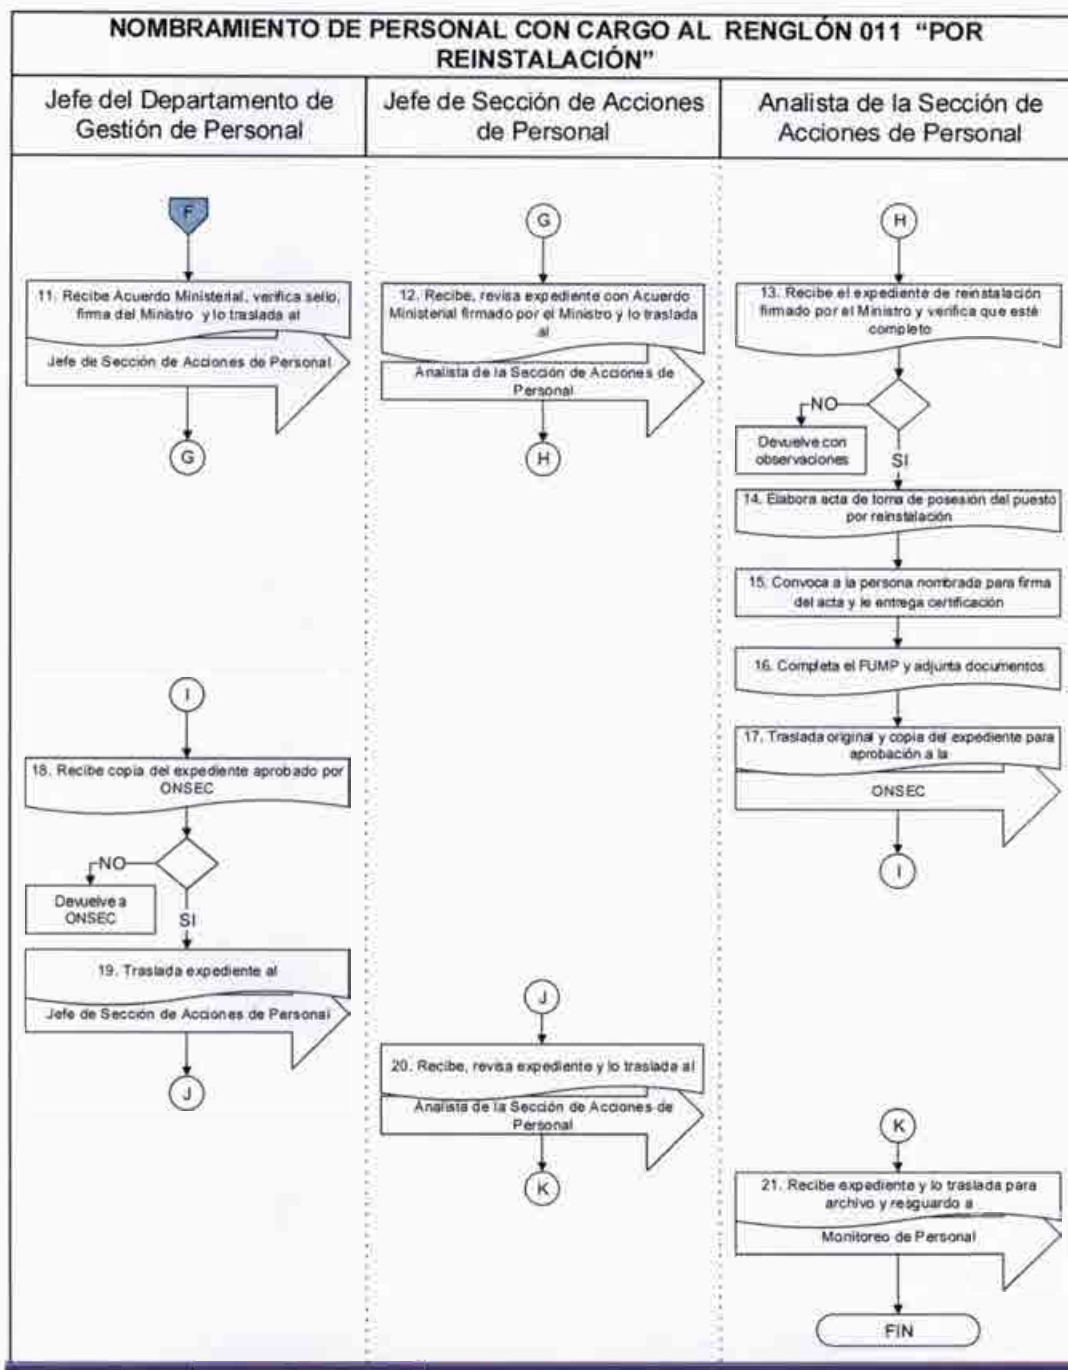 NOMBRAMIENTO DE PERSONAL CON CARGO AL RENGLÓN 011 “POR
REINSTALACIÓN”
Jefe del Departamento de
Gestión de Personal
Jefe de Sección de Acciones
de Personal
Analista de la Sección de
Acciones de Personal
F
11. Recibe Acuerdo Ministerial, verifica sello,
firma del Ministro y lo traslada al
Jefe de Sección de Acciones de Personal
G
I
18. Recibe copia del expediente aprobado por
ONSEC
NO
Devuelve a
ONSEC
SI
19. Traslada expediente al
Jefe de Sección de Acciones de Personal
J
G
12. Recibe, revisa expediente con Acuerdo
Ministerial firmado por el Ministro y lo traslada
al
Analista de la Sección de Acciones de
Personal
H
J
20. Recibe, revisa expediente y lo traslada al
Analista de la Sección de Acciones de
Personal
K
H
13. Recibe el expediente de reinstalación
firmado por el Ministro y verifica que esté
completo
NO
Devuelve con
observaciones
SI
14. Elabora acta de toma de posesión del puesto
por reinstalación
15. Convoca a la persona nombrada para firma
del acta y le entrega certificación
16. Completa el FUMP y adjunta documentos
17. Traslada original y copia del expediente para
aprobación a la
ONSEC
I
K
21. Recibe expediente y lo traslada para
archivo y resguardo a
Monitoreo de Personal
FIN